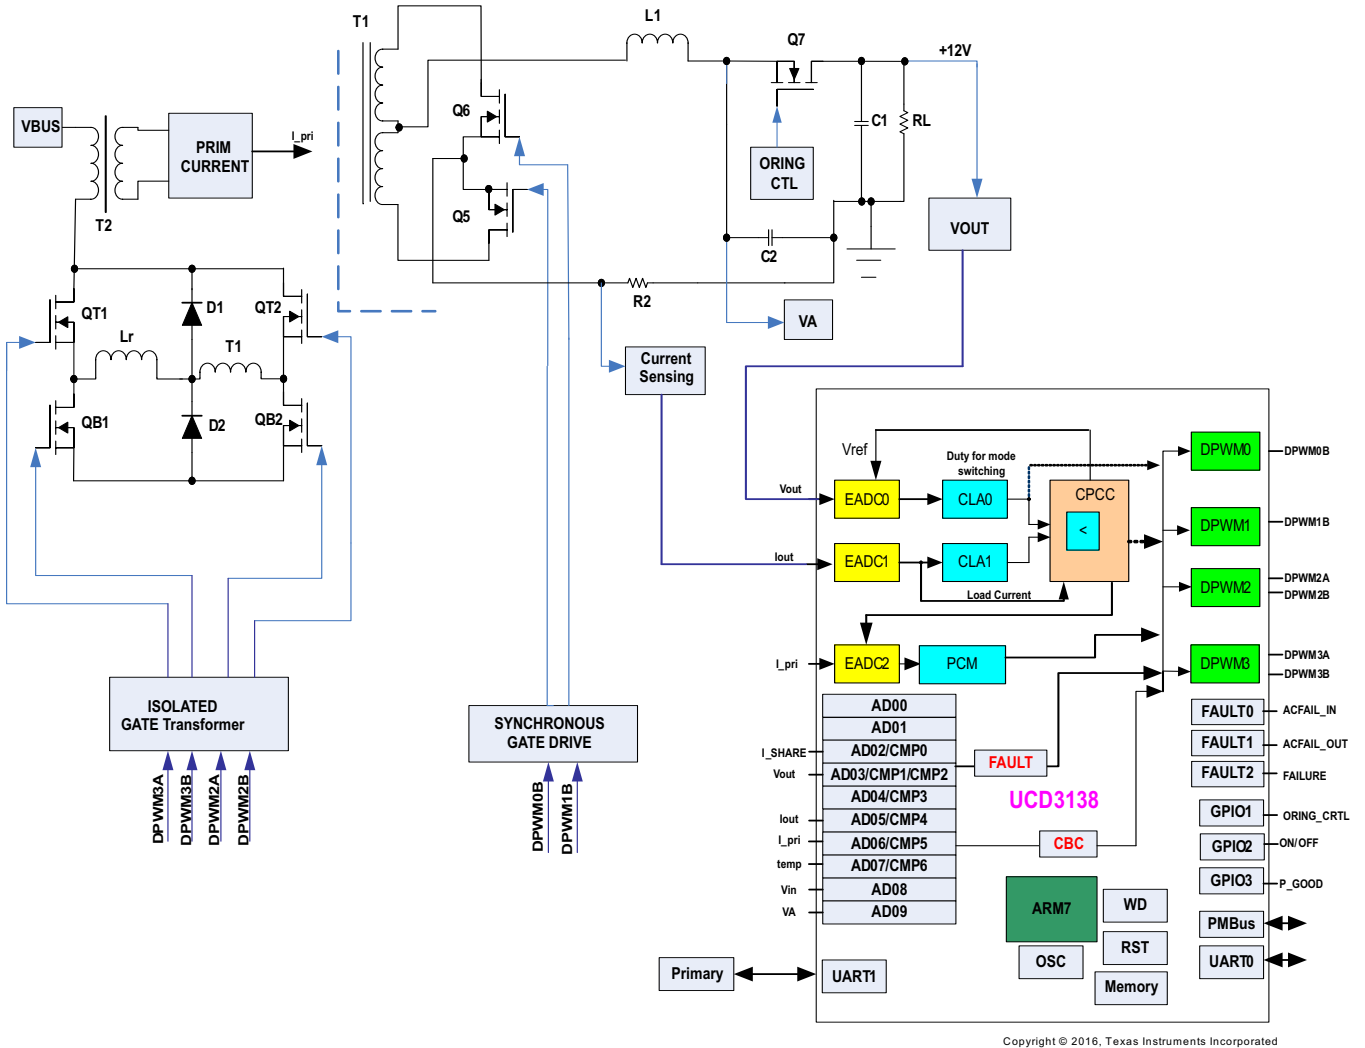 T1
L1
Q7
+12V
VBUS
PRIM
CURRENT
I_pri
T2
Q6
Q5
C1
RL
ORING
CTL
VOUT
C2
R2
VA
Current
Sensing
QT1
D1
QT2
Lr
T1
QB1
D2
QB2
ISOLATED
GATE Transformer
DPWM3A
DPWM3B
DPWM2A
DPWM2B
SYNCHRONOUS
GATE DRIVE
DPWM0B
DPWM1B
Vref
Duty for mode
switching
Vout
EADC0
CLA0
CPCC
<
Iout
EADC1
CLA1
Load Current
I_pri
EADC2
PCM
DPWM0
DPWM0B
DPWM1
DPWM1B
DPWM2
DPWM2A
DPWM2B
DPWM3
DPWM3A
DPWM3B
AD00
AD01
I_SHARE
AD02/CMP0
Vout
AD03/CMP1/CMP2
AD04/CMP3
Iout
AD05/CMP4
I_pri
AD06/CMP5
temp
AD07/CMP6
Vin
AD08
VA
AD09
FAULT
UCD3138
CBC
FAULT0
ACFAIL_IN
FAULT1
ACFAIL_OUT
FAULT2
FAILURE
GPIO1
ORING_CRTL
GPIO2
ON/OFF
GPIO3
P_GOOD
ARM7
WD
RST
OSC
Memory
PMBus
UART0
Primary
UART1
Copyright © 2016, Texas Instruments Incorporated